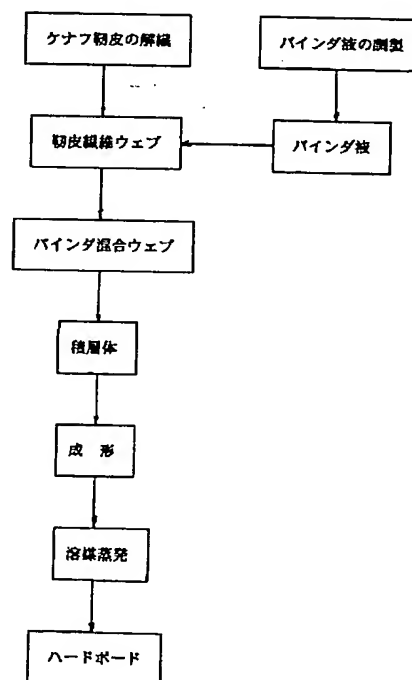 ケナフ靭皮の解繊
バインダ液の調製
靭皮繊維ウェブ
バインダ液
バインダ混合ウェブ
積層体
成 形
溶媒蒸発
ハードボード